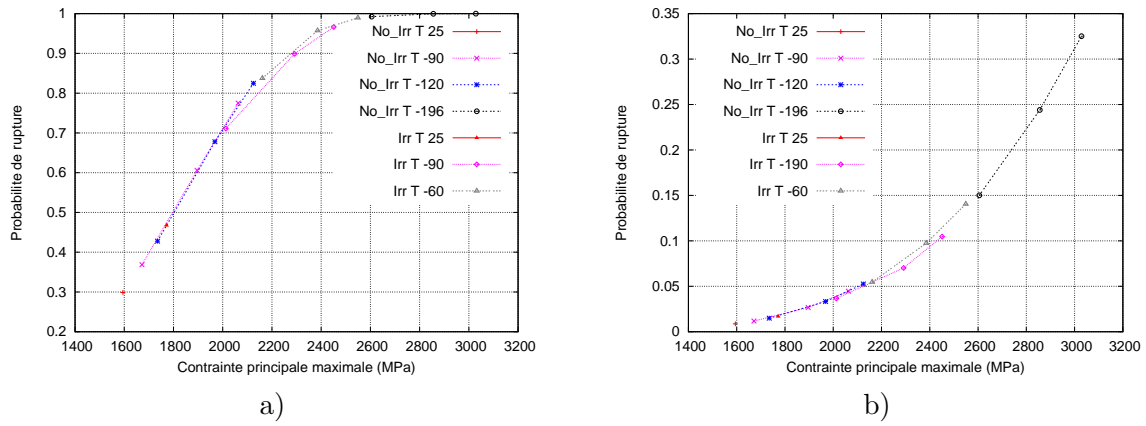 1
0.9
0.8
0.7
0.6
0.5
0.4
0.3
0.2
1400 1600 1800 2000 2200 2400 2600 2800 3000 3200
Probabilite de rupture
Contrainte principale maximale (MPa)
No_Irr T 25
No_Irr T -90
No_Irr T -120
No_Irr T -196
Irr T 25
Irr T -90
Irr T -60
a)
0.35
0.3
0.25
0.2
0.15
0.1
0.05
0
1400 1600 1800 2000 2200 2400 2600 2800 3000 3200
Probabilite de rupture
Contrainte principale maximale (MPa)
No_Irr T 25
No_Irr T -90
No_Irr T -120
No_Irr T -196
Irr T 25
Irr T -190
Irr T -60
b)